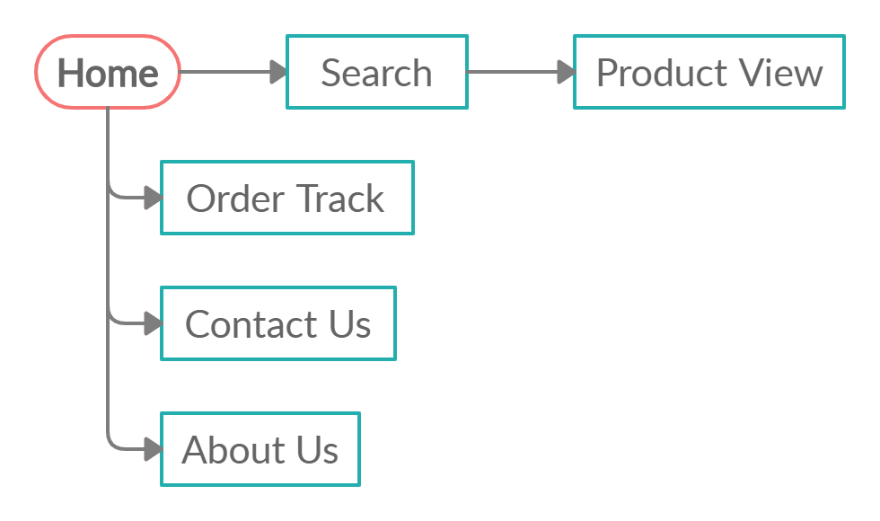 Home
Search
Product View
Order Track
Contact Us
About Us